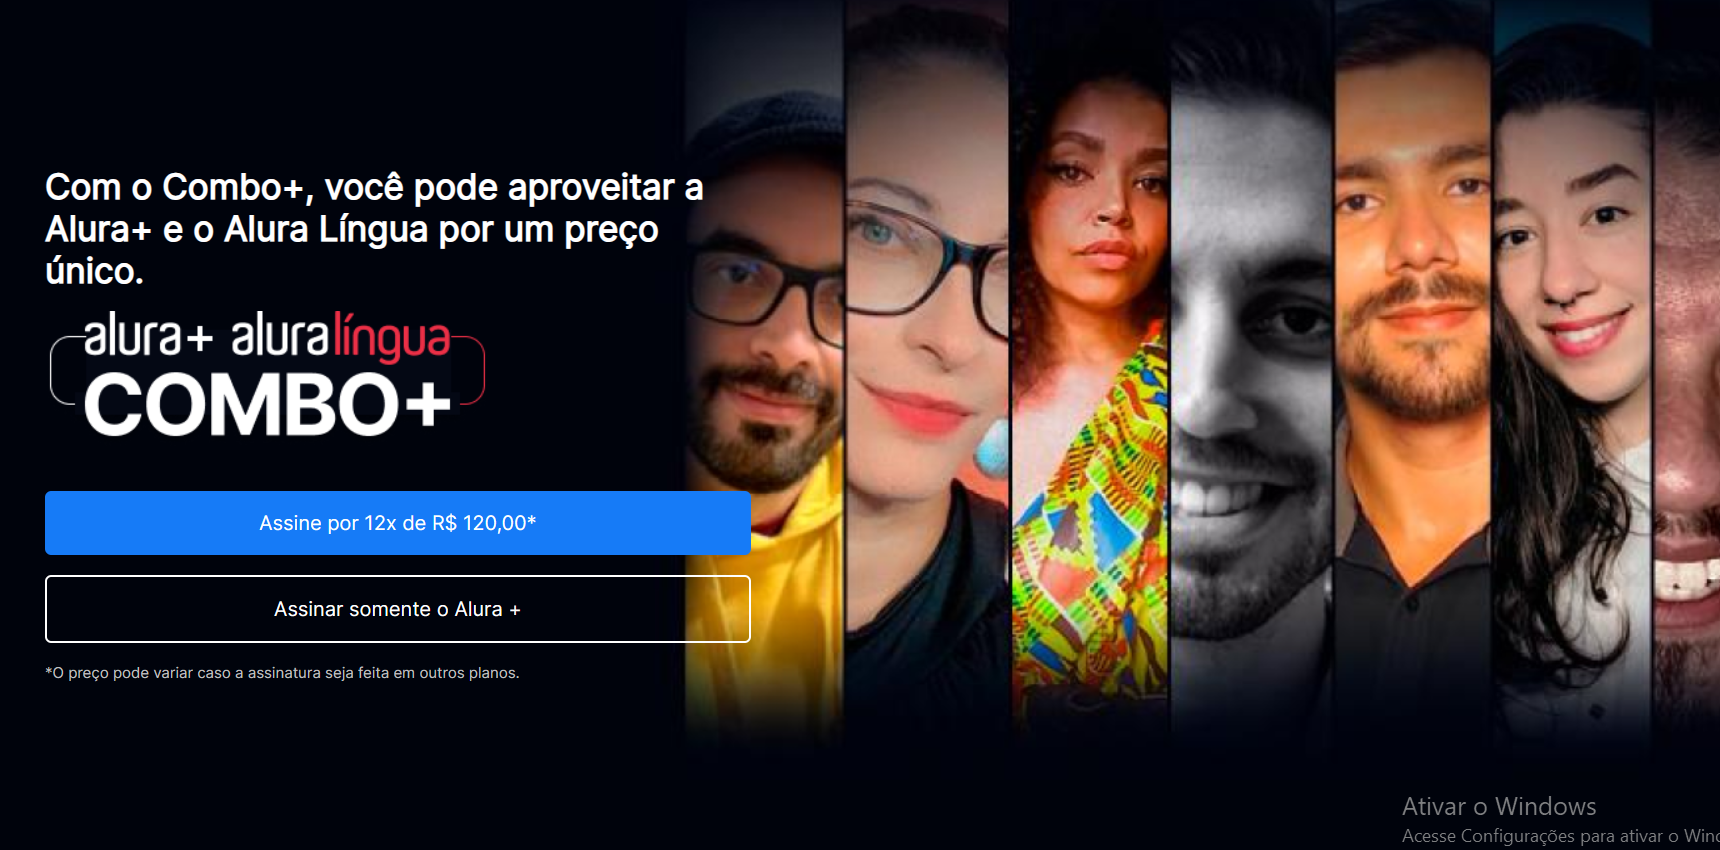 Com o Combo+, você pode aproveitar a
Alura+ e o Alura Língua por um preço
único.
alura+ aluralíngua
COMBO+
Assine por 12x de R$ 120,00*
Assinar somente o Alura +
*O preço pode variar caso a assinatura seja feita em outros planos.
Ativar o Windows
Acesse Configurações para ativar o